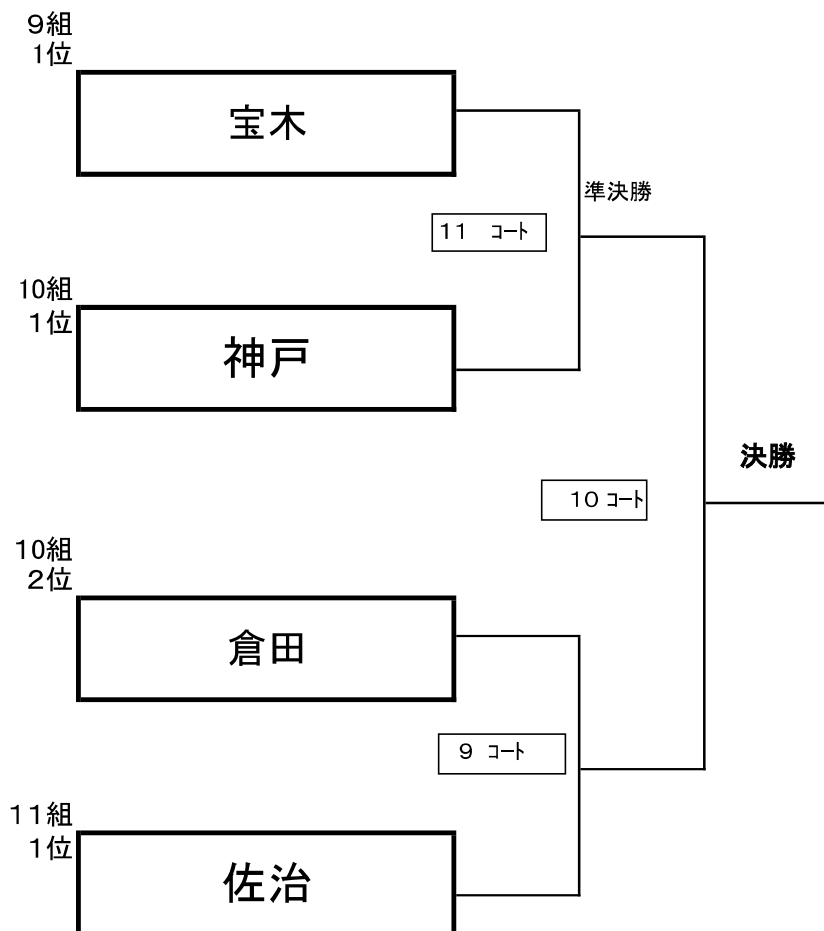 ９組
１位
宝木
準決勝
１１　コート
10組
１位
神戸
決勝
１０ コート
10組
２位
倉田
９ コート
１１組
１位
佐治